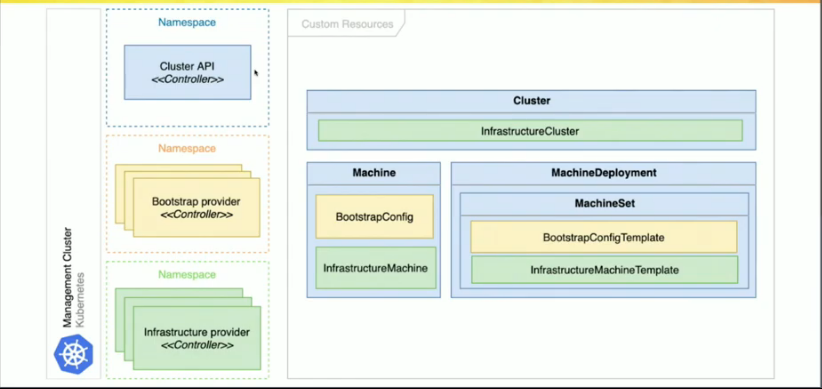 Management Cluster
Kubernetes
Namespace
Cluster API
<<Controller>>
Namespace
Bootstrap provider
<<Controller>>
Namespace
Infrastructure provider
<<Controller>>
Custom Resources
Cluster
InfrastructureCluster
Machine
BootstrapConfig
InfrastructureMachine
MachineDeployment
MachineSet
BootstrapConfigTemplate
InfrastructureMachineTemplate